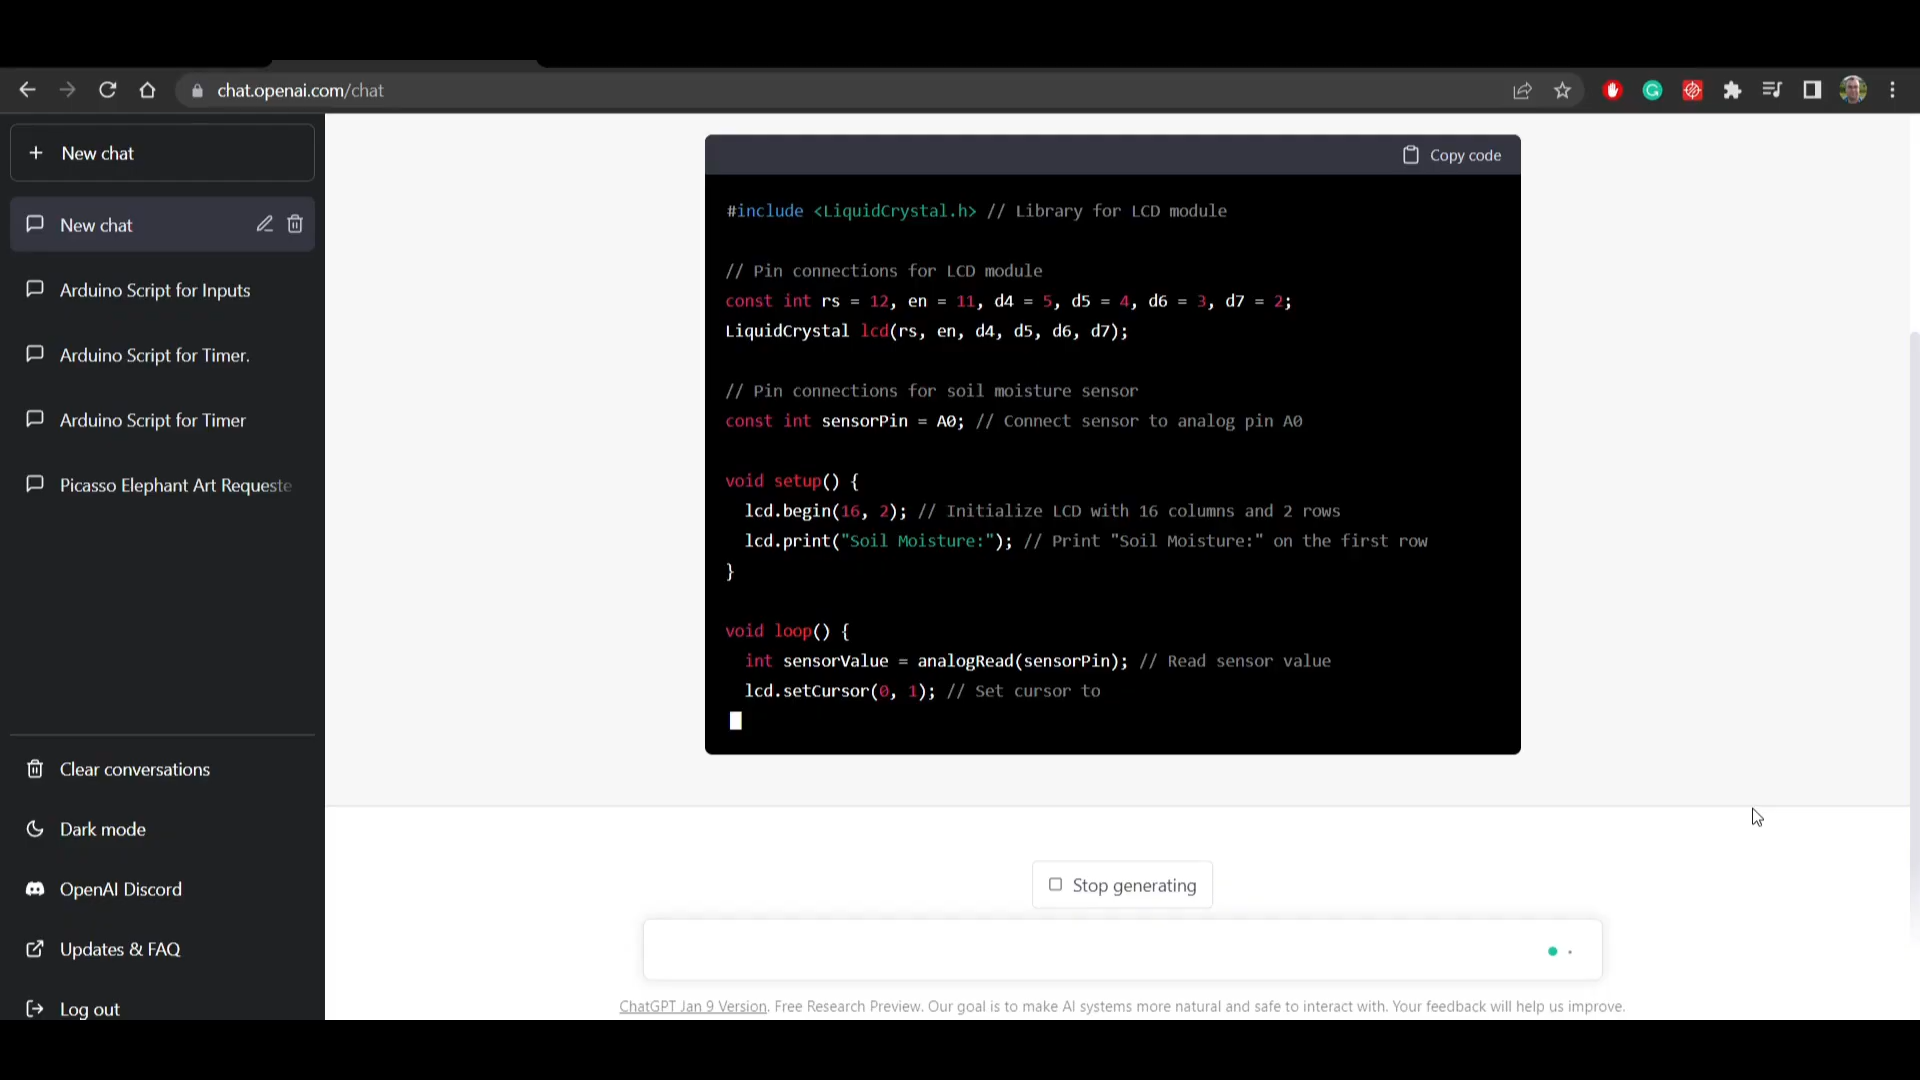 chat.openai.com/chat
New chat
New chat
Arduino Script for Inputs
Arduino Script for Timer.
Arduino Script for Timer
Picasso Elephant Art Requeste
Clear conversations
Dark mode
OpenAI Discord
Updates & FAQ
Log out
Copy code
#include <LiquidCrystal.h> // Library for LCD module
// Pin connections for LCD module
const int rs = 12, en = 11, d4 = 5, d5 = 4, d6 = 3, d7 = 2;
LiquidCrystal lcd(rs, en, d4, d5, d6, d7);
// Pin connections for soil moisture sensor
const int sensorPin = A0; // Connect sensor to analog pin A0
void setup() {
  lcd.begin(16, 2); // Initialize LCD with 16 columns and 2 rows
  lcd.print("Soil Moisture:"); // Print "Soil Moisture:" on the first row
}
void loop() {
  int sensorValue = analogRead(sensorPin); // Read sensor value
  lcd.setCursor(0, 1); // Set cursor to
Stop generating
ChatGPT Jan 9 Version. Free Research Preview. Our goal is to make AI systems more natural and safe to interact with. Your feedback will help us improve.